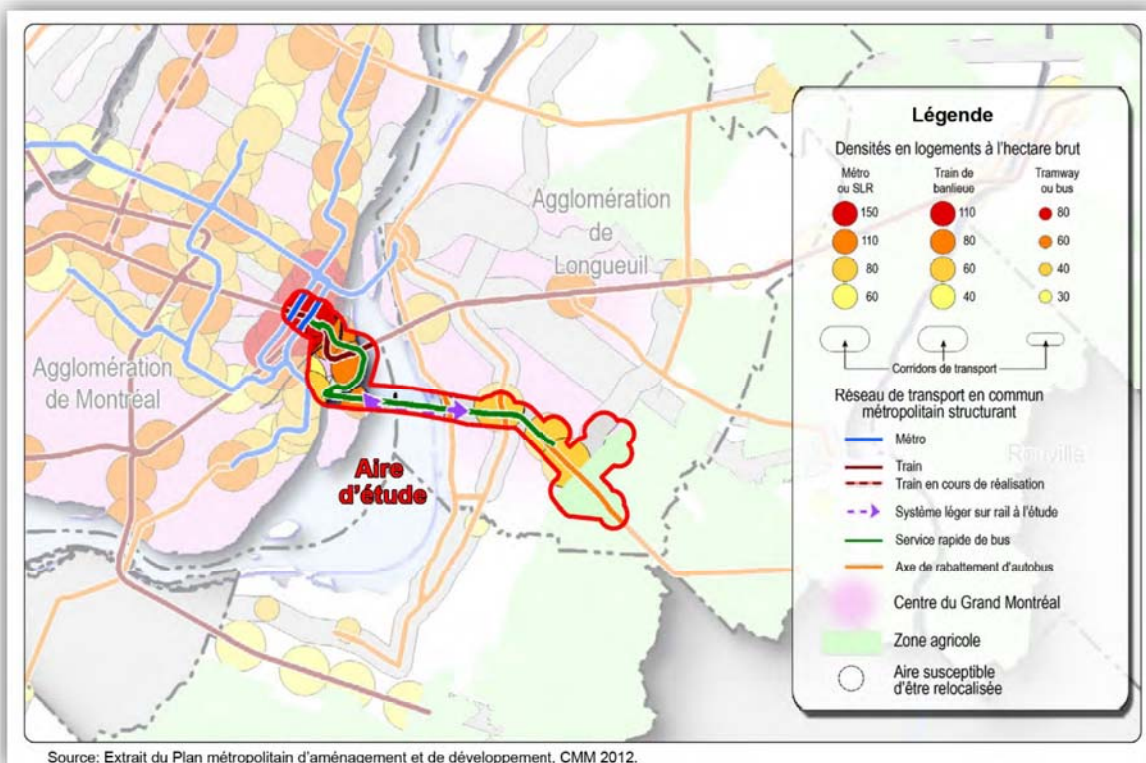 Agglomération
de
Longueuil
Agglomération
de Montréal
Aire
d'étude
Légende
Densités en logements à l'hectare brut
Métro
ou SLR
Train de
banlieue
Tramway
ou bus
150
110
80
110
80
60
80
60
40
60
40
30
Corridors de transport
Réseau de transport en commun
métropolitain structurant
Métro
Train
Train en cours de réalisation
Système léger sur rail à l'étude
Service rapide de bus
Axe de rabattement d'autobus
Centre du Grand Montréal
Zone agricole
Aire susceptible
d'être relocalisée
Source: Extrait du Plan métropolitain d'aménagement et de développement, CMM 2012.